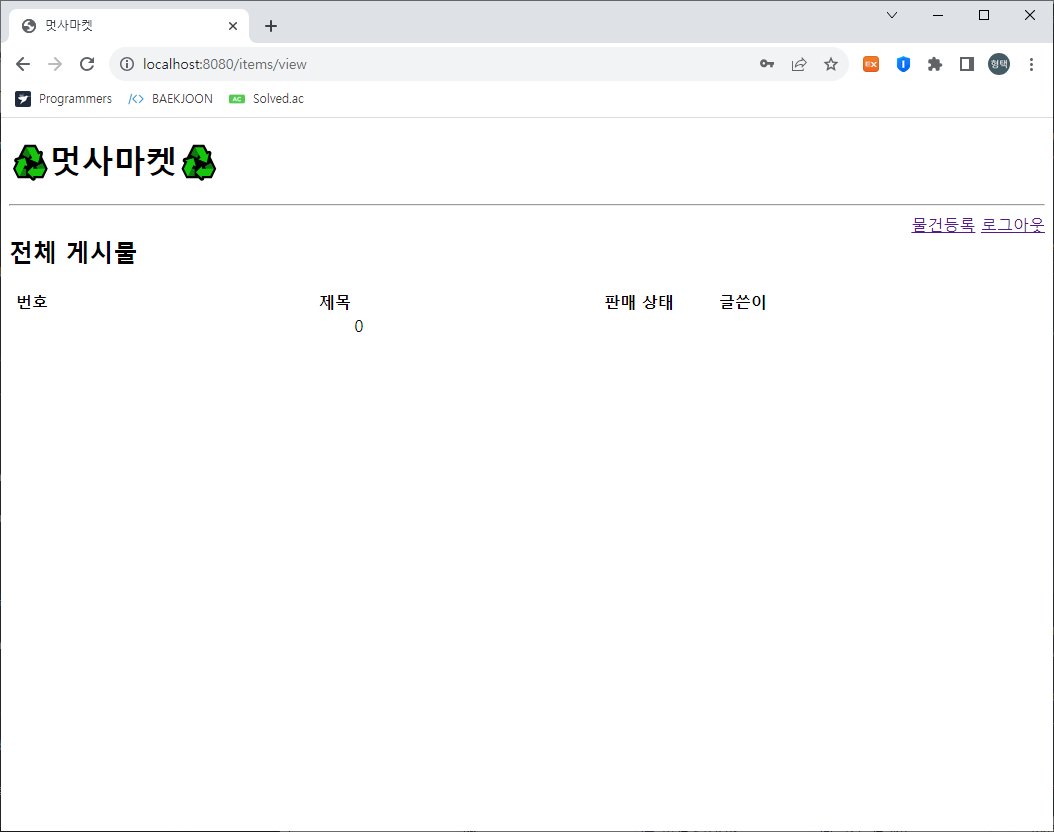 멋사마켓
localhost:8080/items/view
EX
형택
Programmers </> BAEKJOON AC Solved.ac
♻멋사마켓♻
물건등록 로그아웃
전체 게시물
번호 제목 판매 상태 글쓴이
0